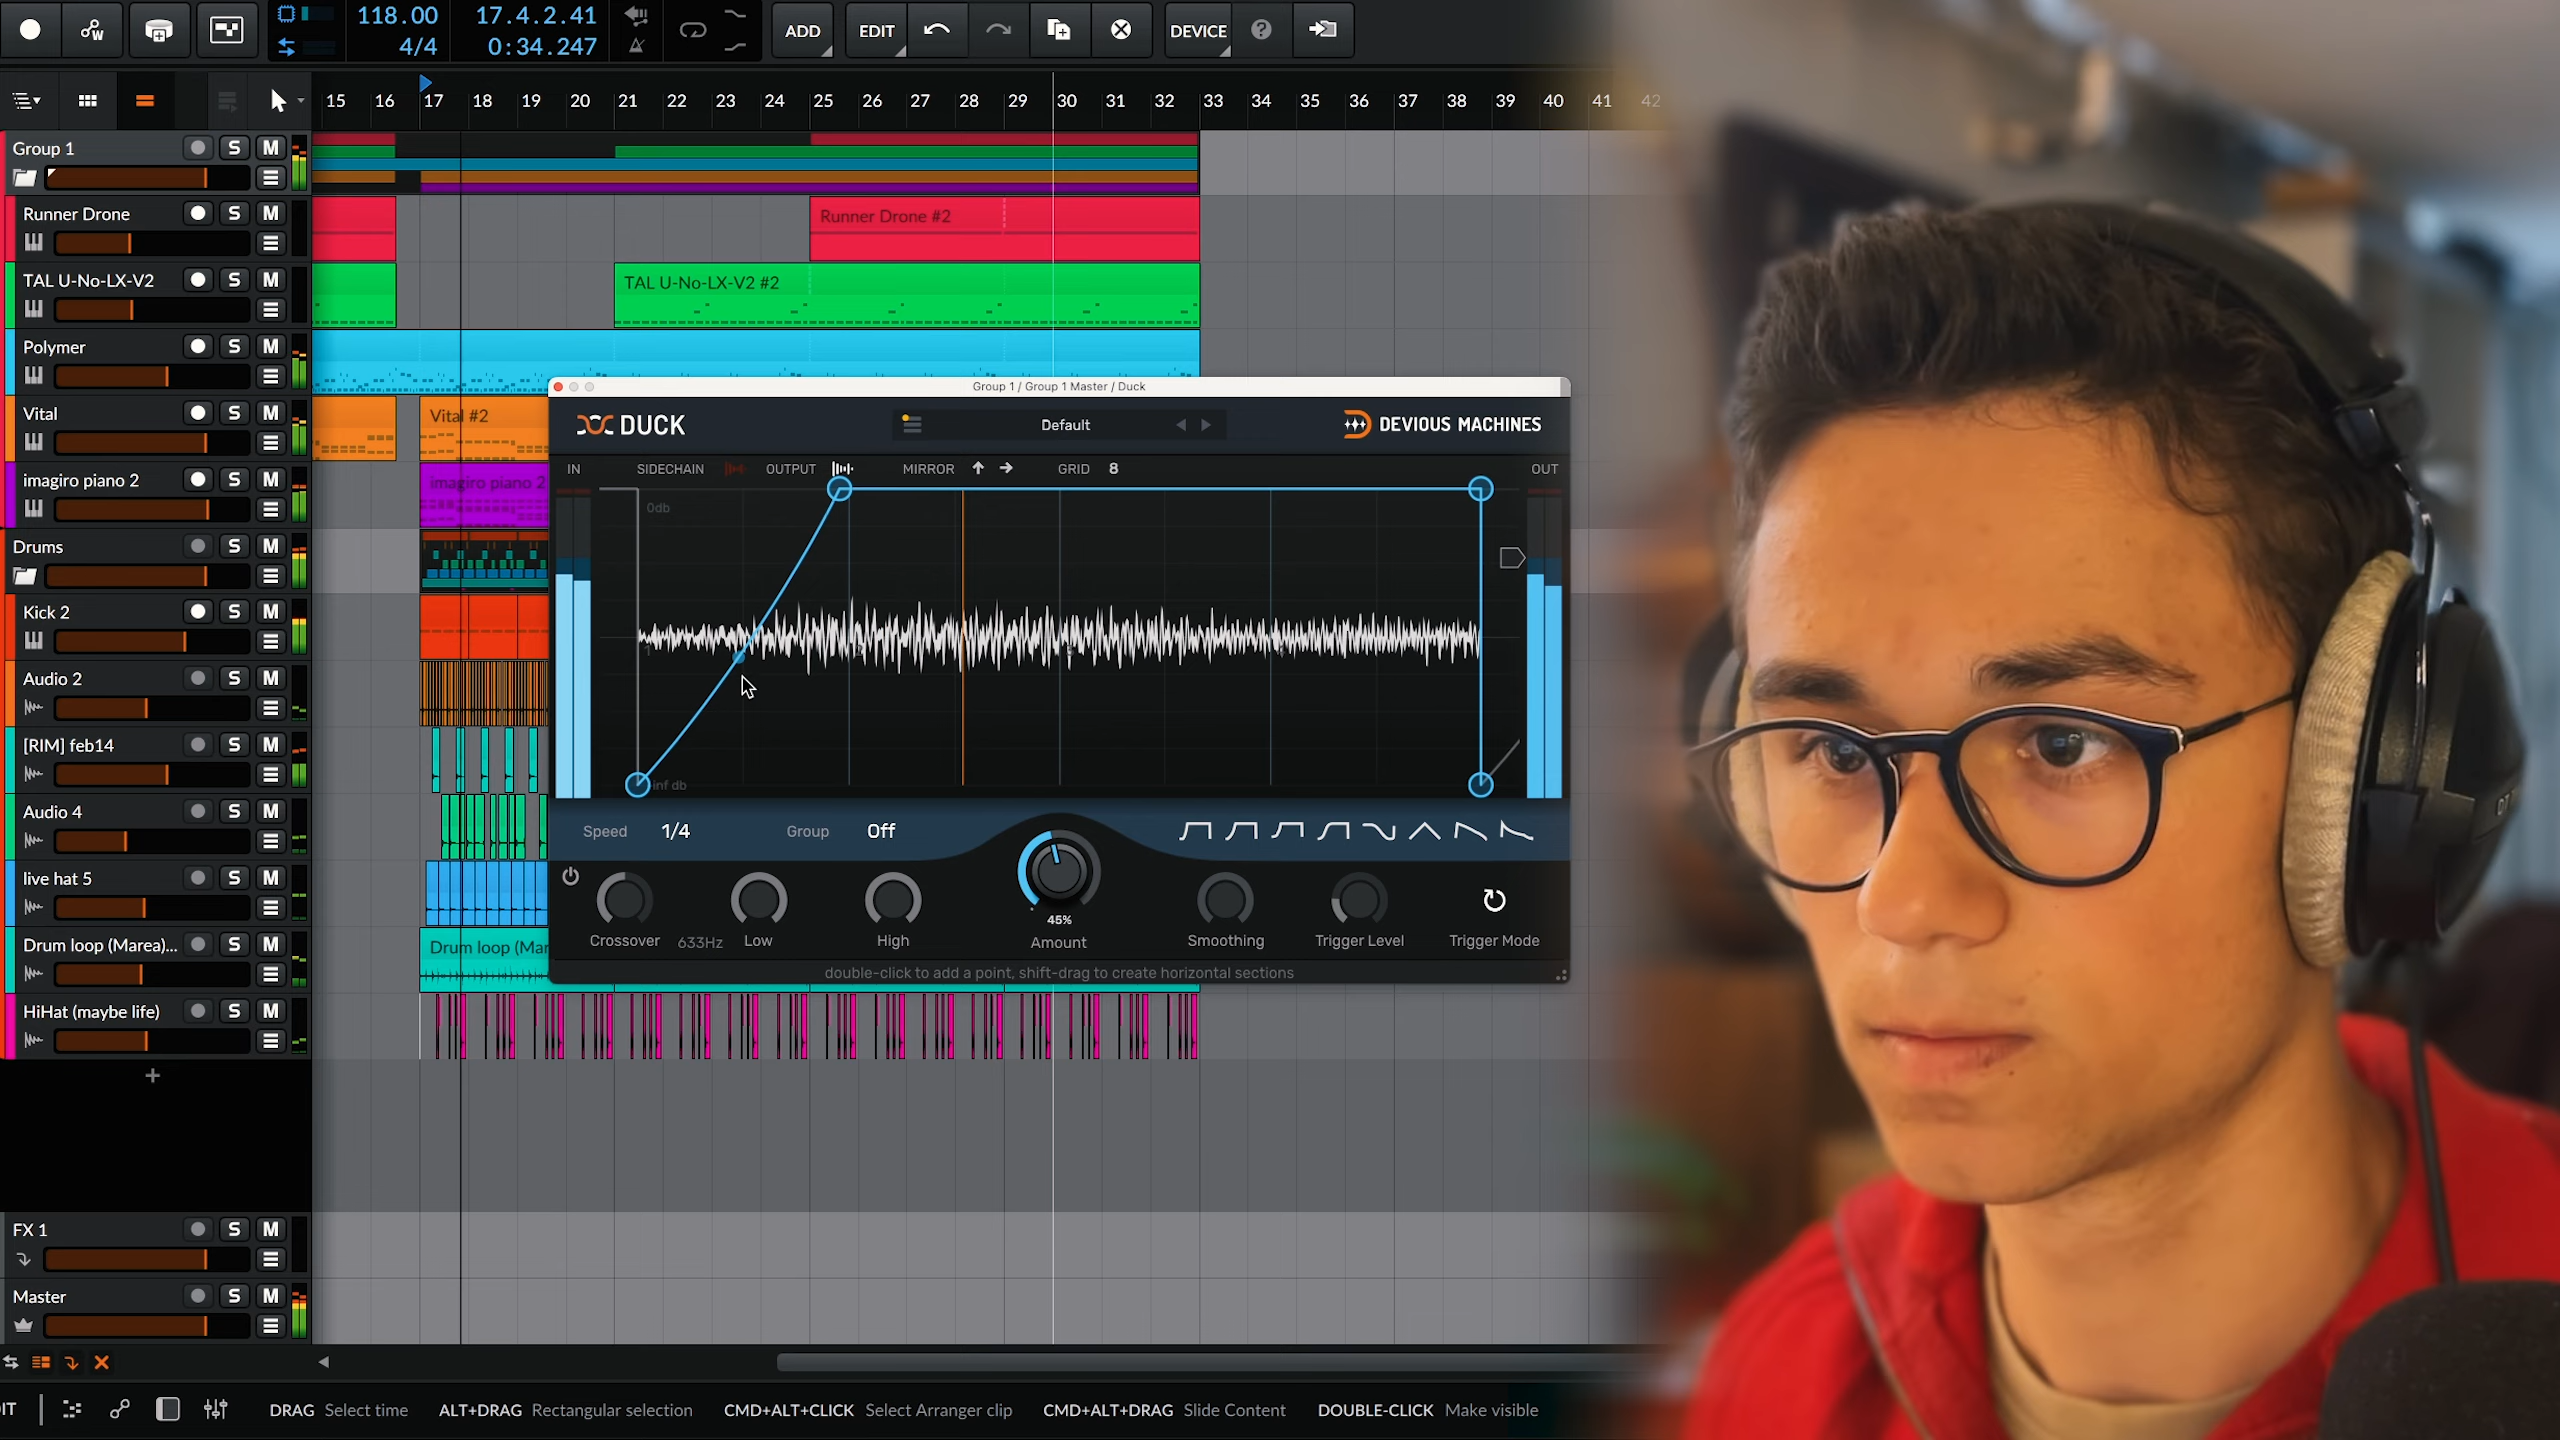 118.00
17.4.2.41
4/4
0:34.247
ADD
EDIT
DEVICE
?
15 16 17 18 19 20 21 22 23 24 25 26 27 28 29 30 31 32 33 34 35 36 37 38 39 40 41 42
Group 1 S M
Runner Drone S M
Runner Drone #2
TAL U-No-LX-V2 S M
TAL U-No-LX-V2 #2
Polymer S M
Group 1 / Group 1 Master / Duck
Vital S M
Vital #2
DUCK
Default
DEVIOUS MACHINES
IN SIDECHAIN OUTPUT MIRROR GRID 8 OUT
imagiro piano 2 S M
imagiro piano 2
0db
Drums S M
Kick 2 S M
1 2 3 4
Audio 2 S M
[RIM] feb14 S M
inf db
Audio 4 S M
Speed 1/4 Group Off
live hat 5 S M
45%
Crossover 633Hz Low High Amount Smoothing Trigger Level Trigger Mode
Drum loop (Marea)... S M
Drum loop (Mar
double-click to add a point, shift-drag to create horizontal sections
HiHat (maybe life) S M
+
FX 1 S M
Master S M
IT
DRAG Select time ALT+DRAG Rectangular selection CMD+ALT+CLICK Select Arranger clip CMD+ALT+DRAG Slide Content DOUBLE-CLICK Make visible